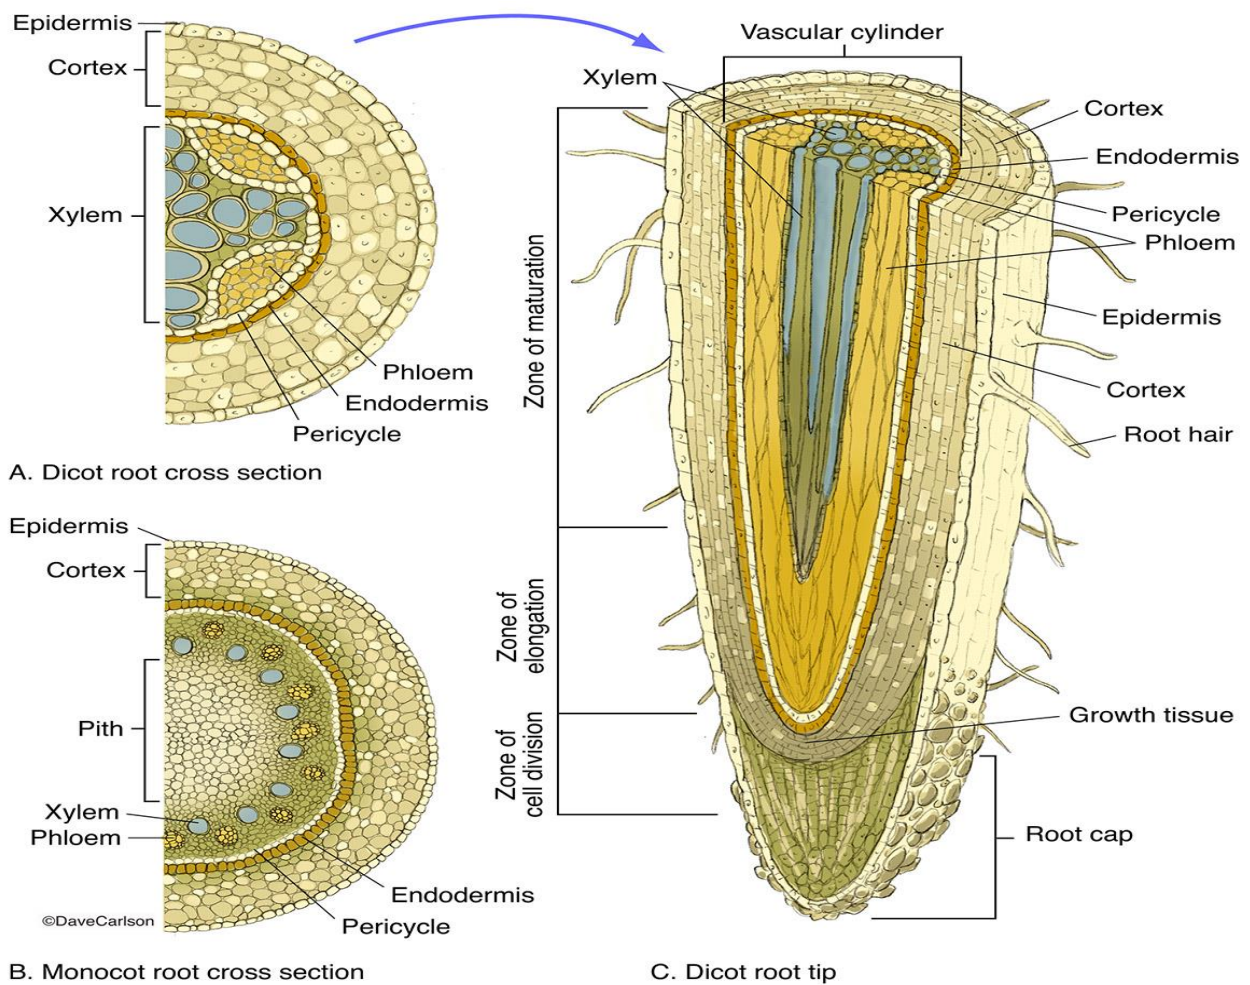 Epidermis
Cortex
Xylem
Phloem
Endodermis
Pericycle
A. Dicot root cross section
Epidermis
Cortex
Pith
Xylem
Phloem
Endodermis
Pericycle
©DaveCarlson
B. Monocot root cross section
Vascular cylinder
Xylem
Cortex
Endodermis
Pericycle
Phloem
Epidermis
Cortex
Root hair
Growth tissue
Root cap
Zone of maturation
Zone of
elongation
Zone of
cell division
C. Dicot root tip